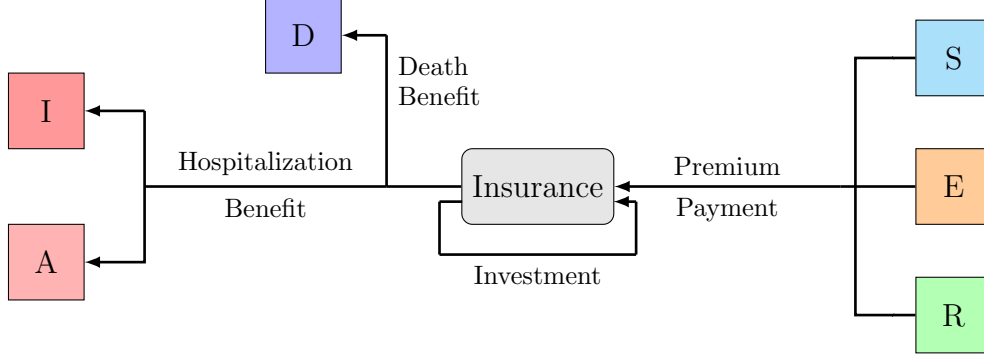 D
S
Death
Benefit
I
Hospitalization
Benefit
Insurance
Premium
Payment
E
A
Investment
R